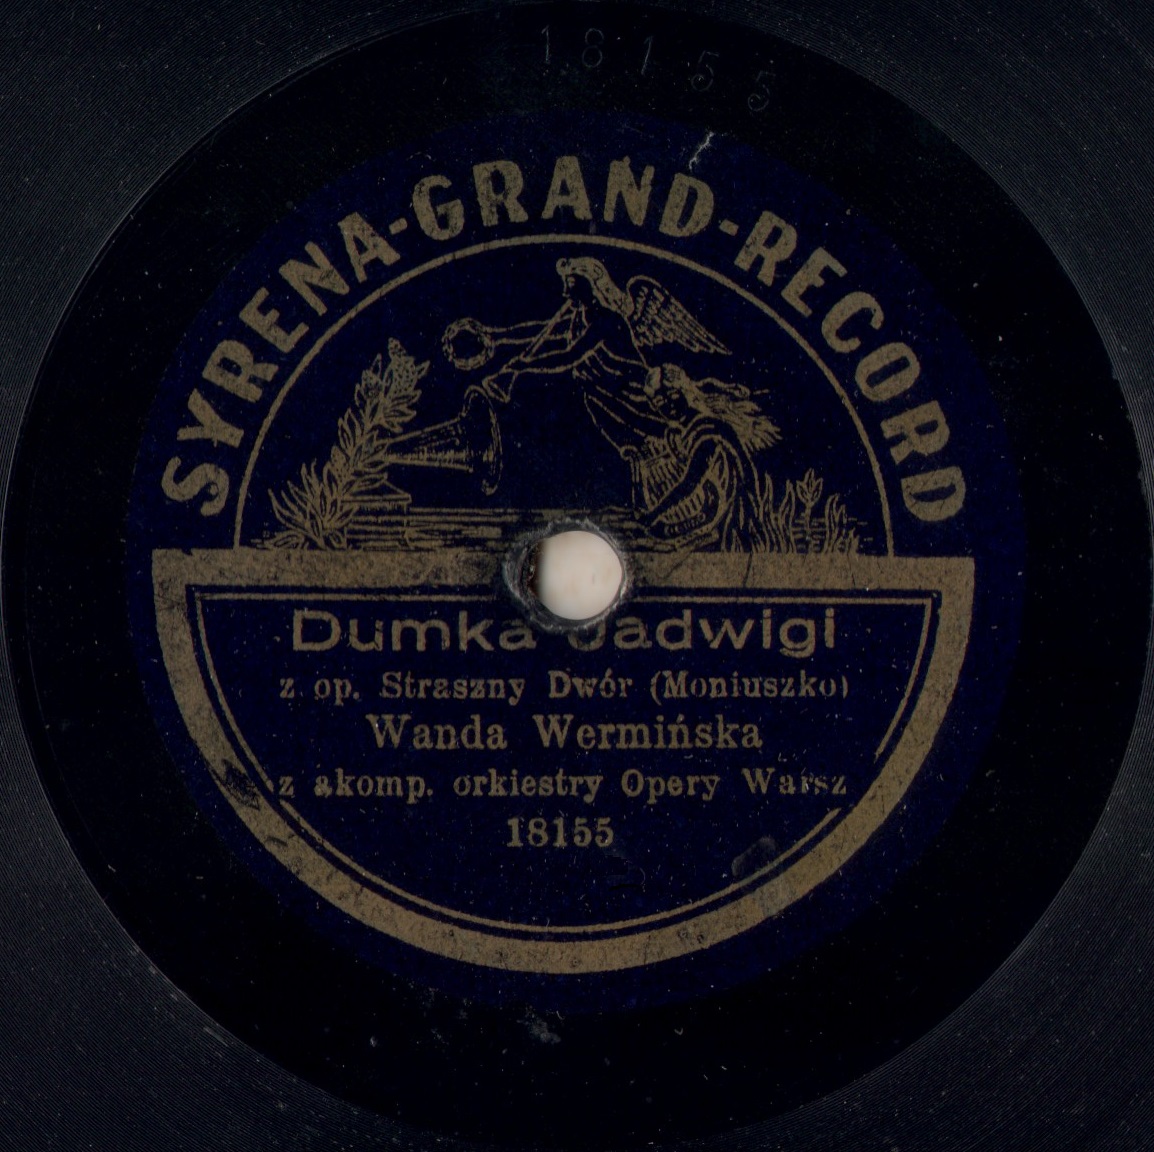 18155
SYRENA-GRAND-RECORD
Dumka Jadwigi
z op. Straszny Dwór (Moniuszko)
Wanda Wermińska
z akomp. orkiestry Opery Warsz
18155